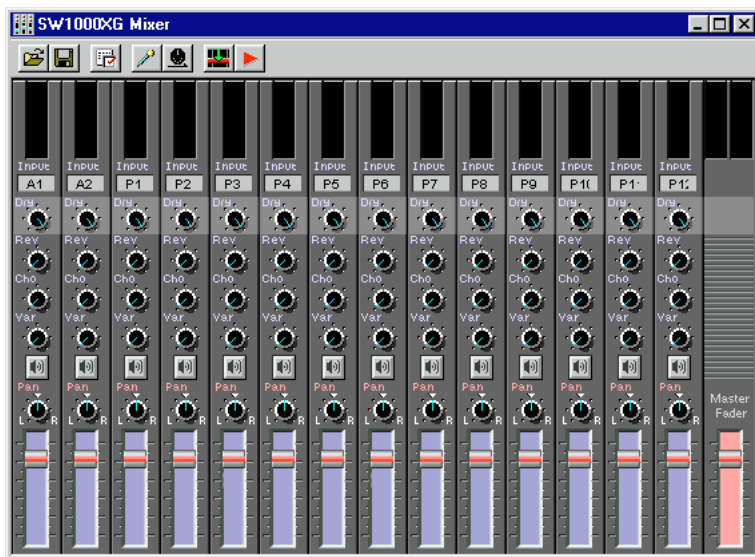 SW1000XG Mixer
Input Input Input Input Input Input Input Input Input Input Input Input Input Input
A1 A2 P1 P2 P3 P4 P5 P6 P7 P8 P9 P1( P1 P12
Dry Dry Dry Dry Dry Dry Dry Dry Dry Dry Dry Dry Dry Dry
Rev Rev Rev Rev Rev Rev Rev Rev Rev Rev Rev Rev Rev Rev
Cho Cho Cho Cho Cho Cho Cho Cho Cho Cho Cho Cho Cho Cho
Var Var Var Var Var Var Var Var Var Var Var Var Var Var
Pan Pan Pan Pan Pan Pan Pan Pan Pan Pan Pan Pan Pan Pan
L R L R L R L R L R L R L R L R L R L R L R L R L R L R
Master
Fader